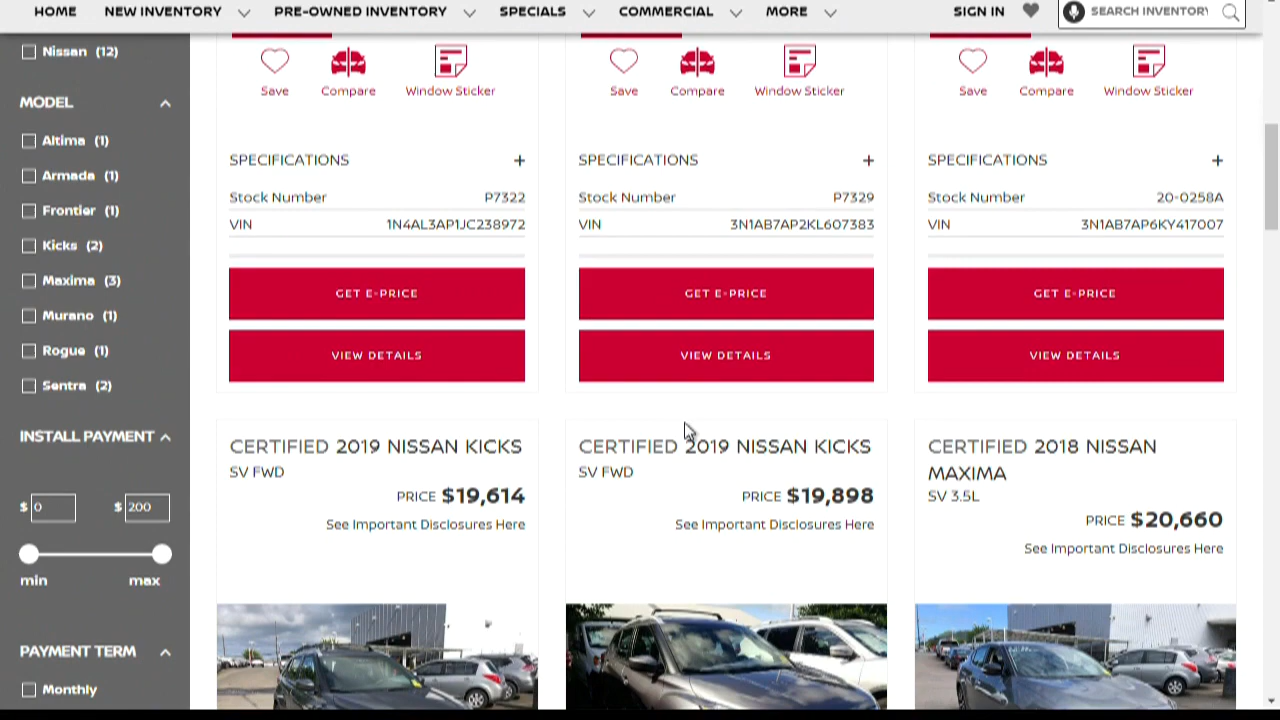 HOME NEW INVENTORY PRE-OWNED INVENTORY SPECIALS COMMERCIAL MORE SIGN IN SEARCH INVENTORY
Nissan (12)
MODEL
Altima (1)
Armada (1)
Frontier (1)
Kicks (2)
Maxima (3)
Murano (1)
Rogue (1)
Sentra (2)
INSTALL PAYMENT
$ 0 $ 200
min max
PAYMENT TERM
Monthly
Save Compare Window Sticker
SPECIFICATIONS +
Stock Number P7322
VIN 1N4AL3AP1JC238972
GET E-PRICE
VIEW DETAILS
Save Compare Window Sticker
SPECIFICATIONS +
Stock Number P7329
VIN 3N1AB7AP2KL607383
GET E-PRICE
VIEW DETAILS
Save Compare Window Sticker
SPECIFICATIONS +
Stock Number 20-0258A
VIN 3N1AB7AP6KY417007
GET E-PRICE
VIEW DETAILS
CERTIFIED 2019 NISSAN KICKS
SV FWD
PRICE $19,614
See Important Disclosures Here
CERTIFIED 2019 NISSAN KICKS
SV FWD
PRICE $19,898
See Important Disclosures Here
CERTIFIED 2018 NISSAN
MAXIMA
SV 3.5L
PRICE $20,660
See Important Disclosures Here